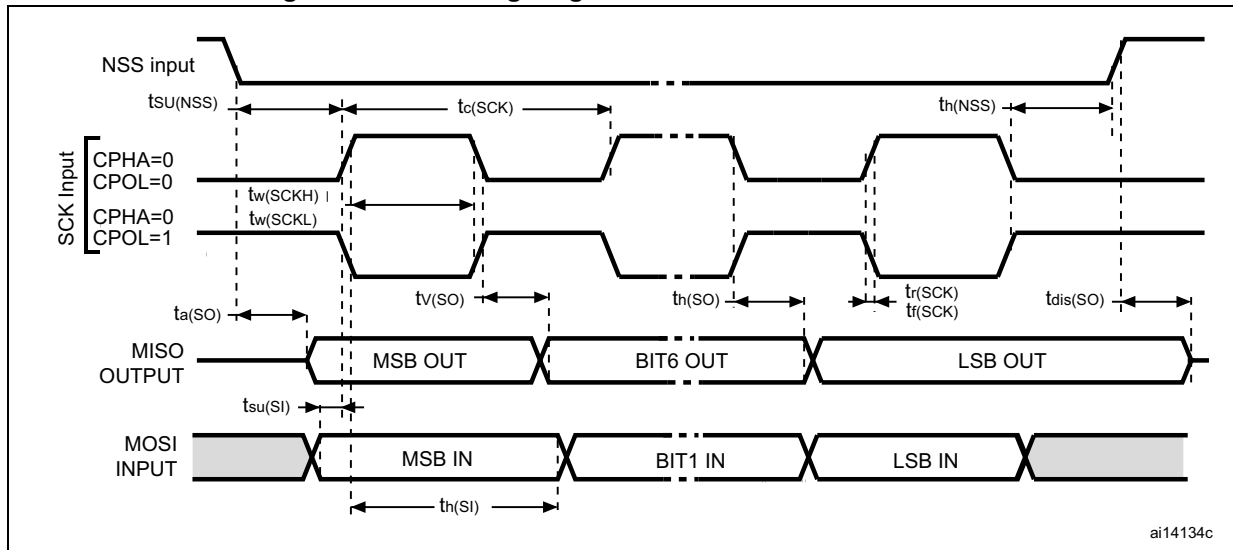 NSS input
tSU(NSS)
tc(SCK)
th(NSS)
SCK Input
CPHA=0
CPOL=0
tw(SCKH)
tw(SCKL)
CPHA=0
CPOL=1
tV(SO)
th(SO)
tr(SCK)
tf(SCK)
tdis(SO)
ta(SO)
MISO
OUTPUT
MSB OUT
BIT6 OUT
LSB OUT
tsu(SI)
MOSI
INPUT
MSB IN
BIT1 IN
LSB IN
th(SI)
ai14134c